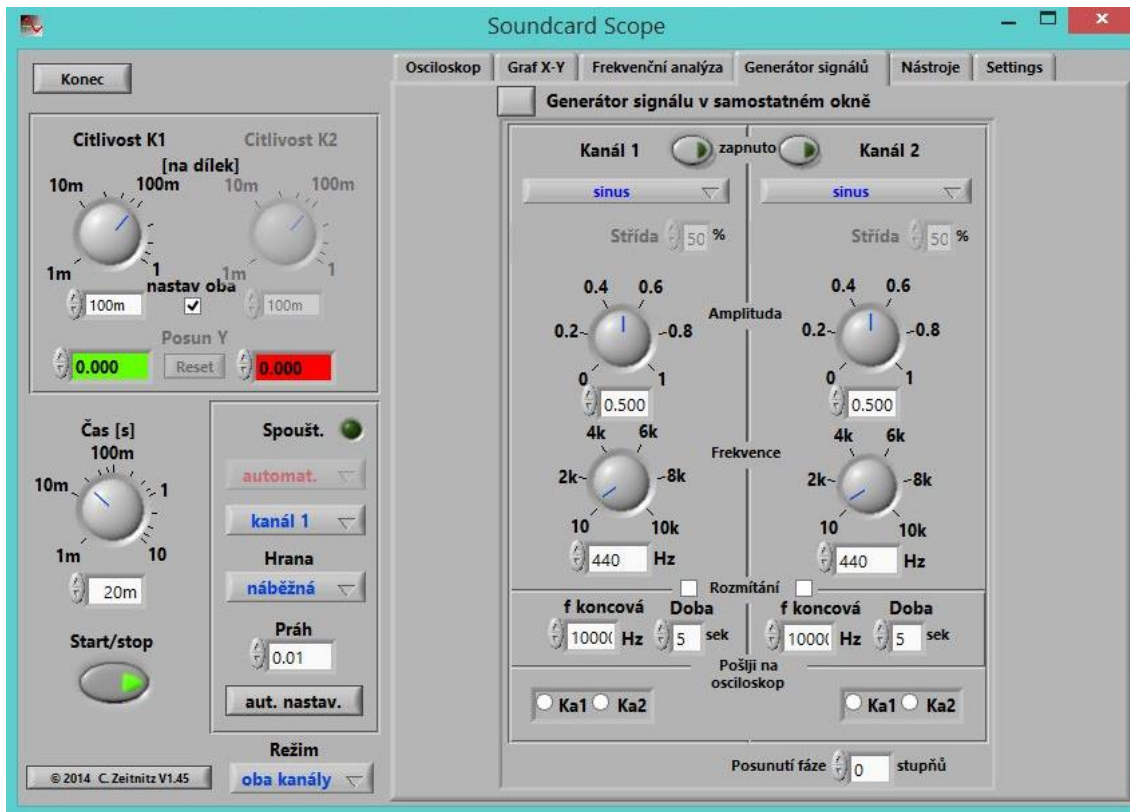 Soundcard Scope
Konec
Osciloskop
Graf X-Y
Frekvenční analýza
Generátor signálů
Nástroje
Settings
Generátor signálu v samostatném okně
Citlivost K1
Citlivost K2
[na dílek]
10m
100m
10m
100m
1m
1
1m
1
nastav oba
100m
100m
Posun Y
0.000
Reset
0.000
Čas [s]
100m
10m
1
1m
10
20m
Start/stop
© 2014 C. Zeitnitz V1.45
Spoušt.
automat.
kanál 1
Hrana
náběžná
Práh
0.01
aut. nastav.
Režim
oba kanály
Kanál 1
zapnuto
Kanál 2
sinus
sinus
Střída 50 %
Střída 50 %
0.4 0.6
0.4 0.6
Amplituda
0.2 0.8
0.2 0.8
0 1
0 1
0.500
0.500
4k 6k
4k 6k
Frekvence
2k 8k
2k 8k
10 10k
10 10k
440 Hz
440 Hz
Rozmítání
f koncová Doba
f koncová Doba
Hz 5 sek
Hz 5 sek
Pošlji na
osciloskop
Ka1 Ka2
Ka1 Ka2
Posunutí fáze 0 stupňů